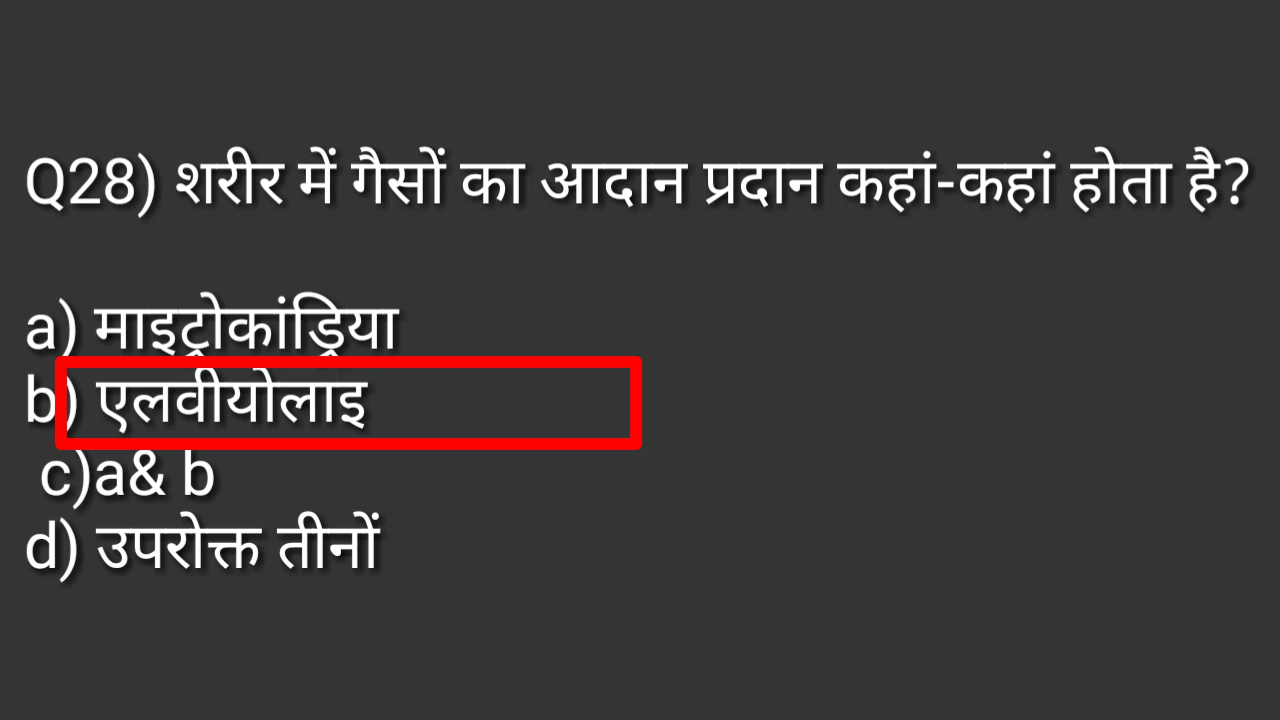 Q28) शरीर में गैसों का आदान प्रदान कहां-कहां होता है?
a) माइट्रोकांड्रिया
b) एलवीयोलाइ
c)a& b
d) उपरोक्त तीनों